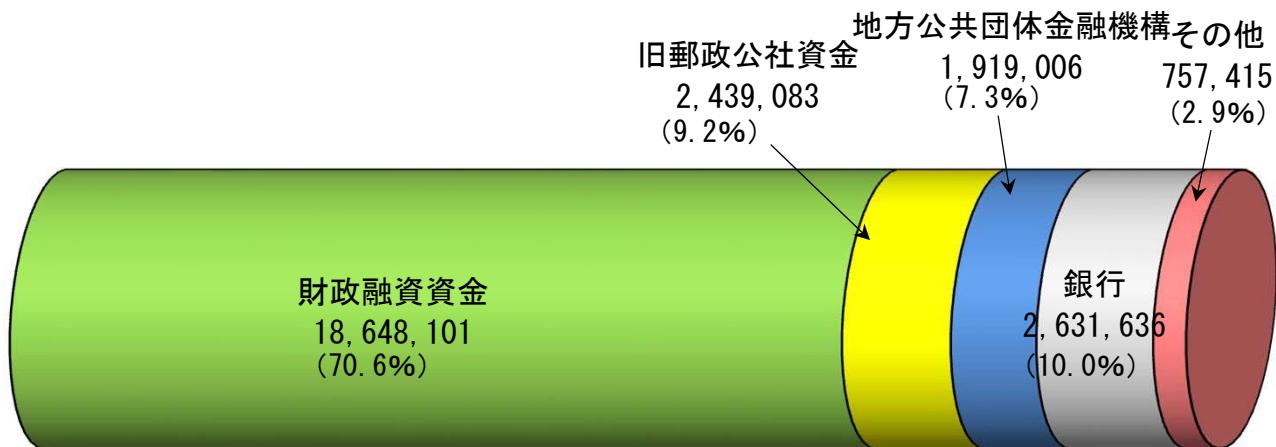 旧郵政公社資金
2,439,083
(9.2%)
地方公共団体金融機構
1,919,006
(7.3%)
その他
757,415
(2.9%)
財政融資資金
18,648,101
(70.6%)
銀行
2,631,636
(10.0%)